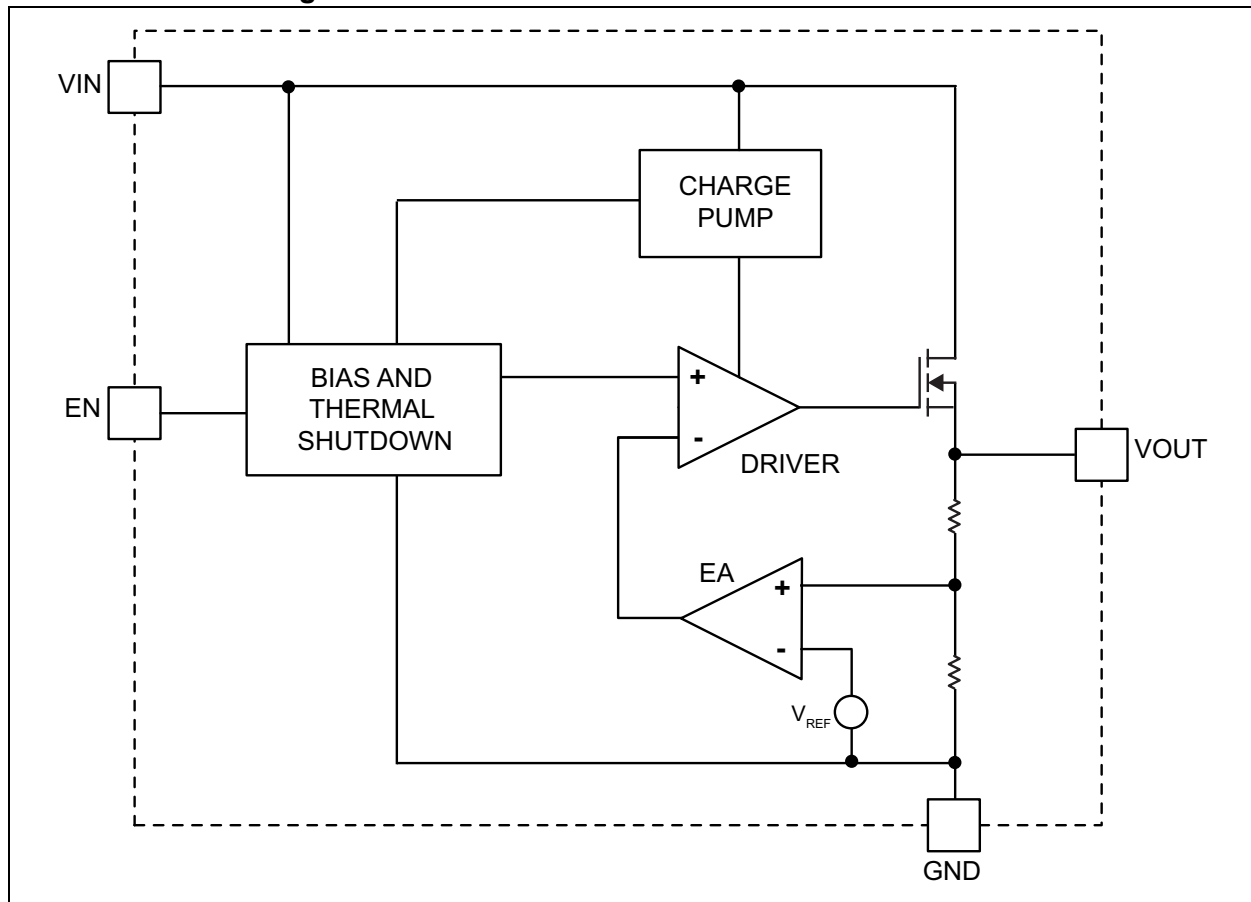 VIN
CHARGE
PUMP
EN
BIAS AND
THERMAL
SHUTDOWN
+
-
DRIVER
VOUT
EA
+
-
VREF
GND